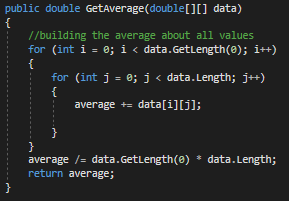 public double GetAverage(double[][] data)
{
//building the average about all values
for (int i = 0; i < data.GetLength(0); i++)
{
for (int j = 0; j < data.Length; j++)
{
average += data[i][j];
}
}
average /= data.GetLength(0) * data.Length;
return average;
}